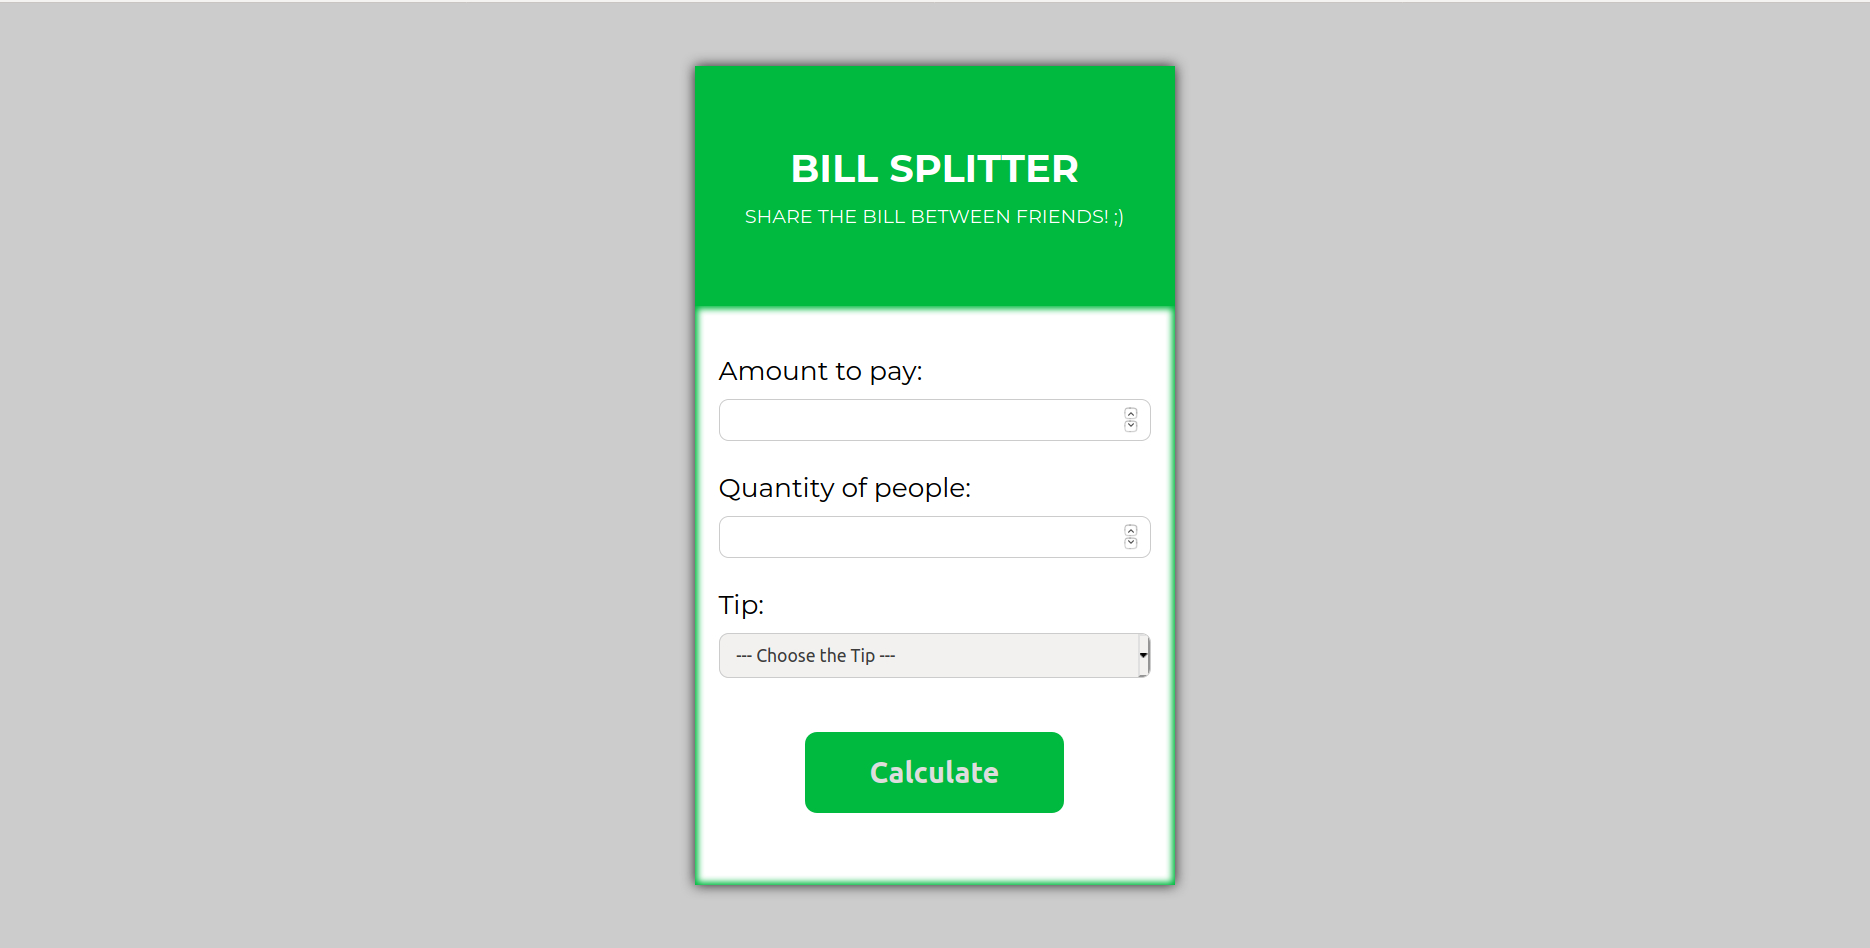 BILL SPLITTER
SHARE THE BILL BETWEEN FRIENDS! ;)
Amount to pay:
Quantity of people:
Tip:
--- Choose the Tip ---
Calculate